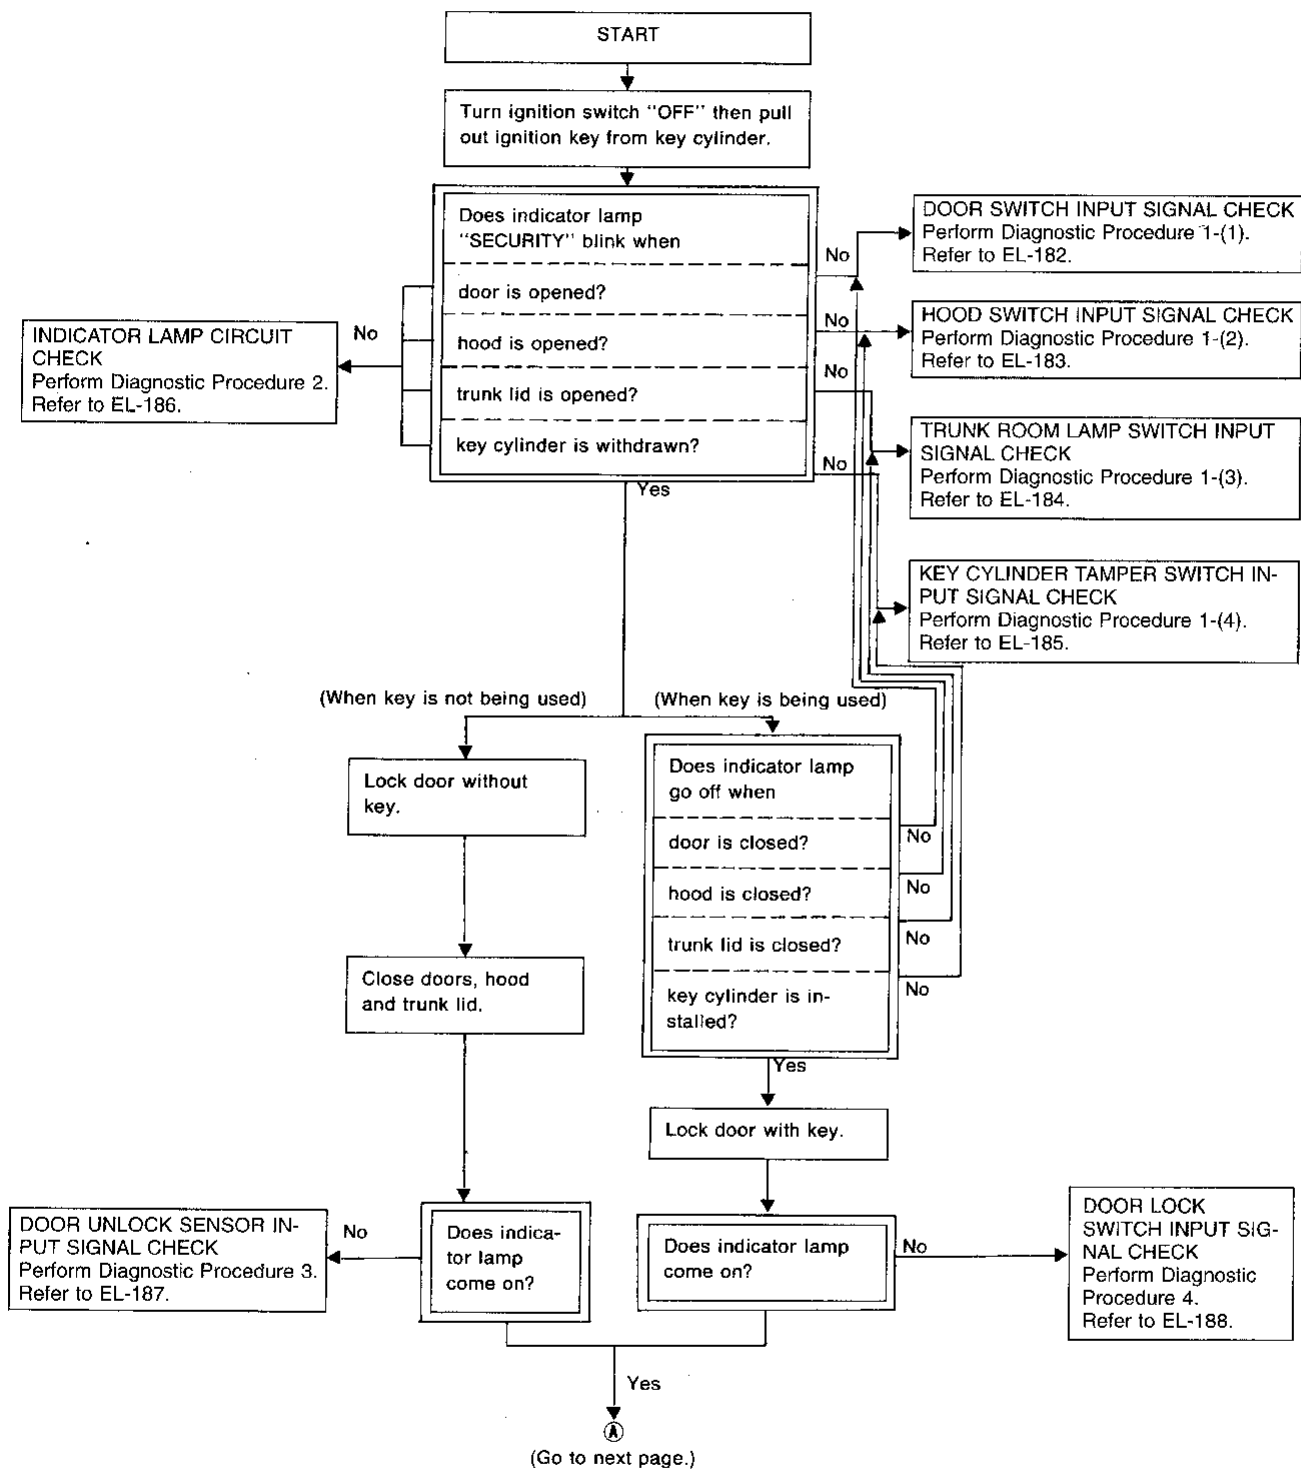 START
Turn ignition switch "OFF" then pull
out ignition key from key cylinder.
Does indicator lamp
"SECURITY" blink when
door is opened?
hood is opened?
trunk lid is opened?
key cylinder is withdrawn?
No
INDICATOR LAMP CIRCUIT
CHECK
Perform Diagnostic Procedure 2.
Refer to EL-186.
No
DOOR SWITCH INPUT SIGNAL CHECK
Perform Diagnostic Procedure 1-(1).
Refer to EL-182.
No
HOOD SWITCH INPUT SIGNAL CHECK
Perform Diagnostic Procedure 1-(2).
Refer to EL-183.
No
TRUNK ROOM LAMP SWITCH INPUT
SIGNAL CHECK
Perform Diagnostic Procedure 1-(3).
Refer to EL-184.
No
KEY CYLINDER TAMPER SWITCH IN-
PUT SIGNAL CHECK
Perform Diagnostic Procedure 1-(4).
Refer to EL-185.
Yes
(When key is not being used)
(When key is being used)
Lock door without
key.
Close doors, hood
and trunk lid.
Does indicator lamp
go off when
door is closed?
No
hood is closed?
No
trunk lid is closed?
No
key cylinder is in-
stalled?
No
Yes
Lock door with key.
DOOR UNLOCK SENSOR IN-
PUT SIGNAL CHECK
Perform Diagnostic Procedure 3.
Refer to EL-187.
No
Does indica-
tor lamp
come on?
Does indicator lamp
come on?
No
DOOR LOCK
SWITCH INPUT SIG-
NAL CHECK
Perform Diagnostic
Procedure 4.
Refer to EL-188.
Yes
A
(Go to next page.)